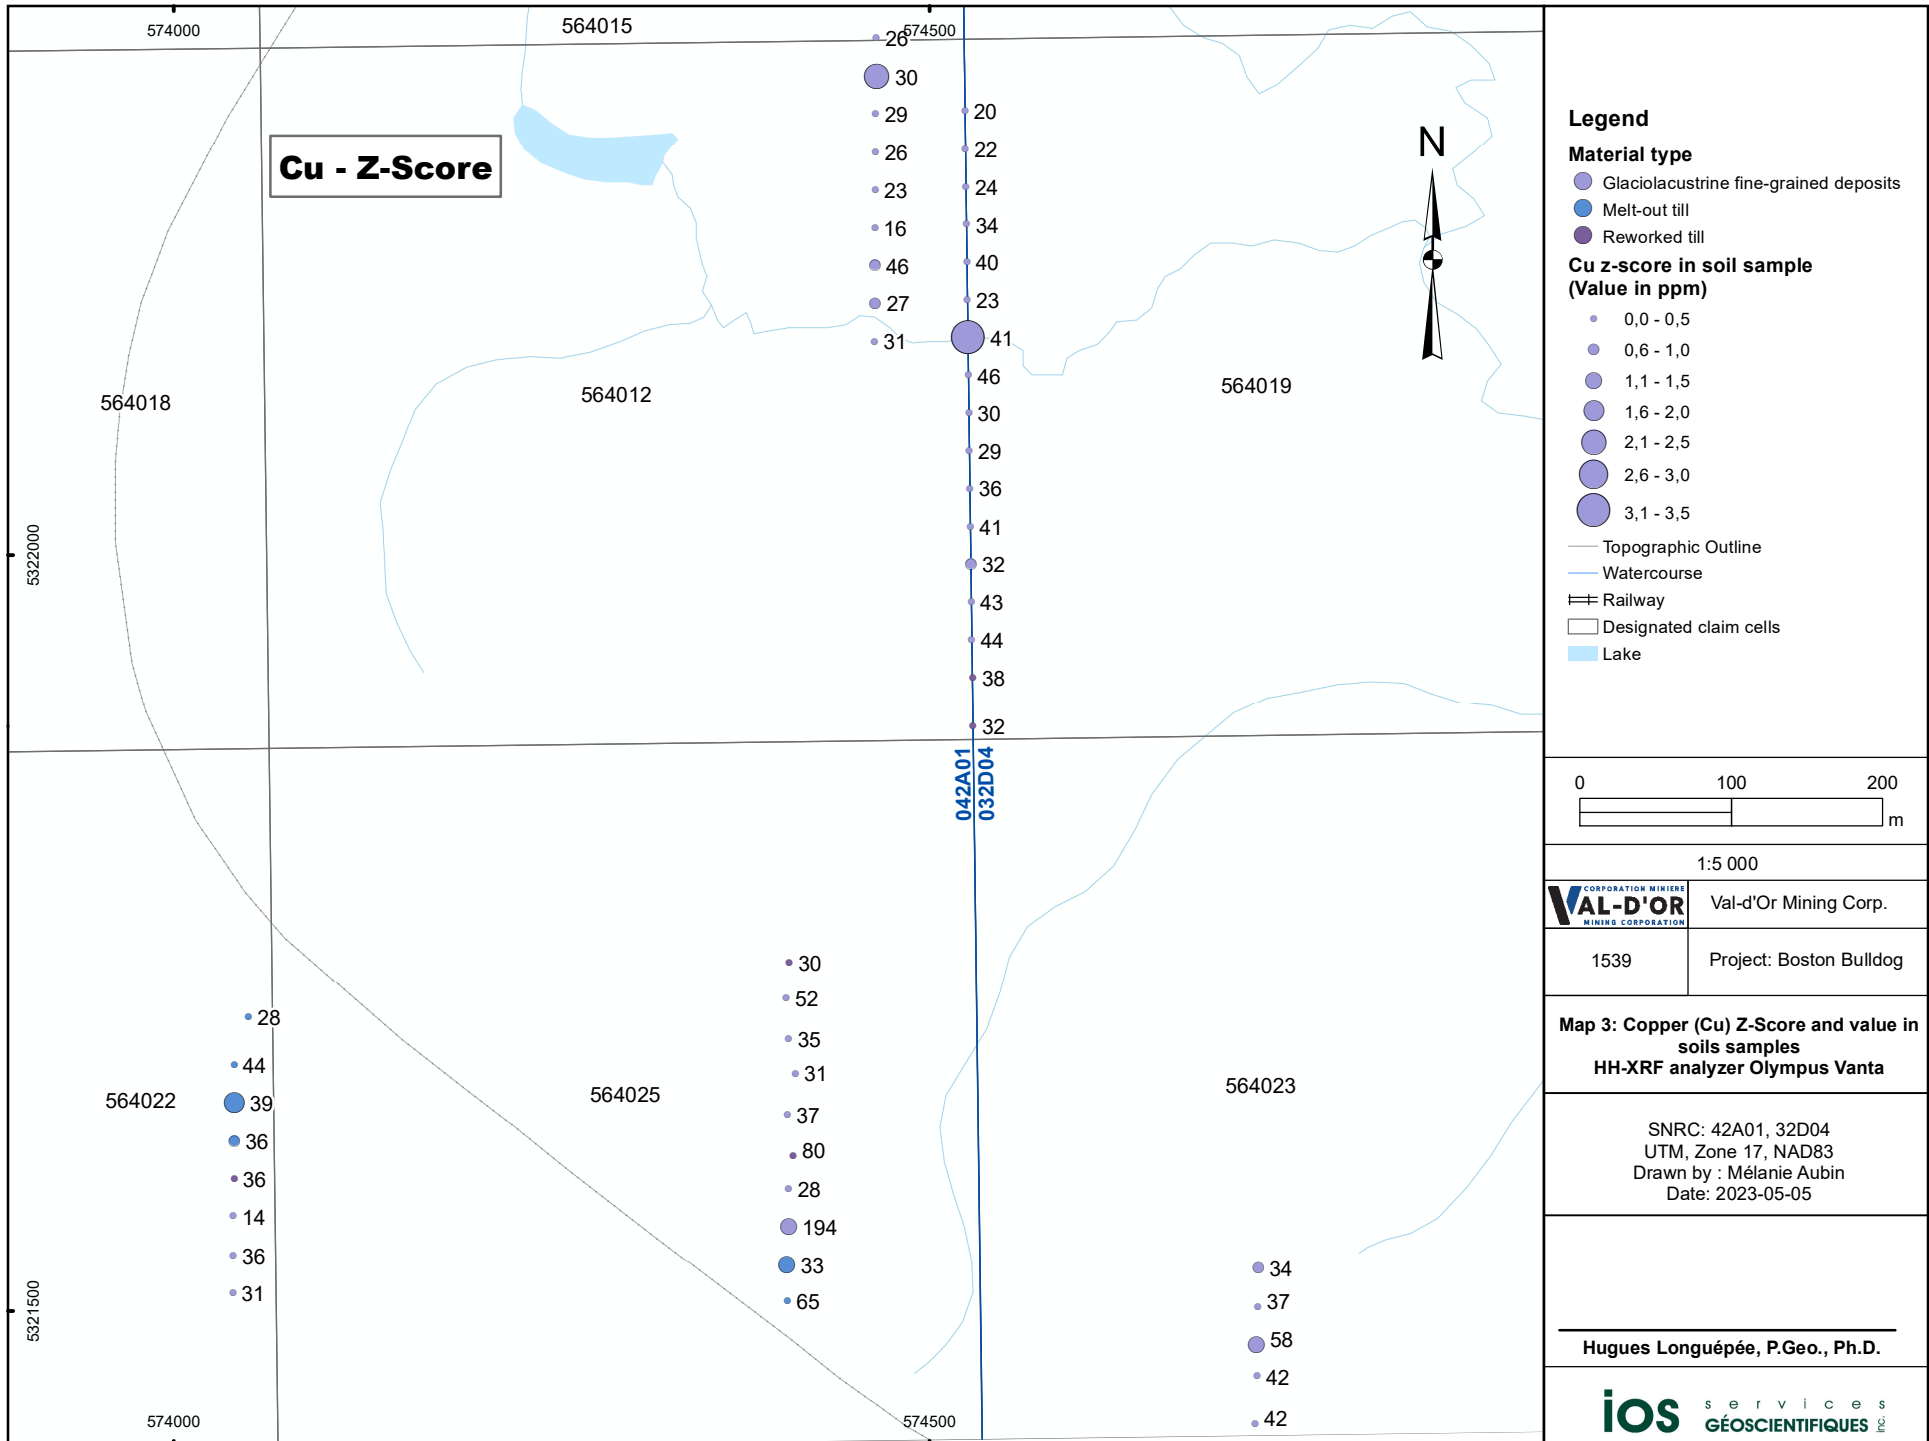 574000
564015
574500
26
30
29
20
Cu - Z-Score
26
22
23
24
16
34
46
40
27
23
31
41
46
564018
564012
564019
30
29
36
41
5322000
32
43
44
38
32
042A01
032D04
30
52
28
35
44
31
564022
39
564025
37
564023
36
80
36
28
14
194
36
33
34
31
65
37
5321500
58
42
42
574000
574500
N
Legend
Material type
Glaciolacustrine fine-grained deposits
Melt-out till
Reworked till
Cu z-score in soil sample
(Value in ppm)
0,0 - 0,5
0,6 - 1,0
1,1 - 1,5
1,6 - 2,0
2,1 - 2,5
2,6 - 3,0
3,1 - 3,5
Topographic Outline
Watercourse
Railway
Designated claim cells
Lake
0 100 200
m
1:5 000
CORPORATION MINIÈRE
VAL-D'OR
MINING CORPORATION
Val-d'Or Mining Corp.
1539
Project: Boston Bulldog
Map 3: Copper (Cu) Z-Score and value in
soils samples
HH-XRF analyzer Olympus Vanta
SNRC: 42A01, 32D04
UTM, Zone 17, NAD83
Drawn by : Mélanie Aubin
Date: 2023-05-05
Hugues Longuépée, P.Geo., Ph.D.
ios services
GÉOSCIENTIFIQUES inc.